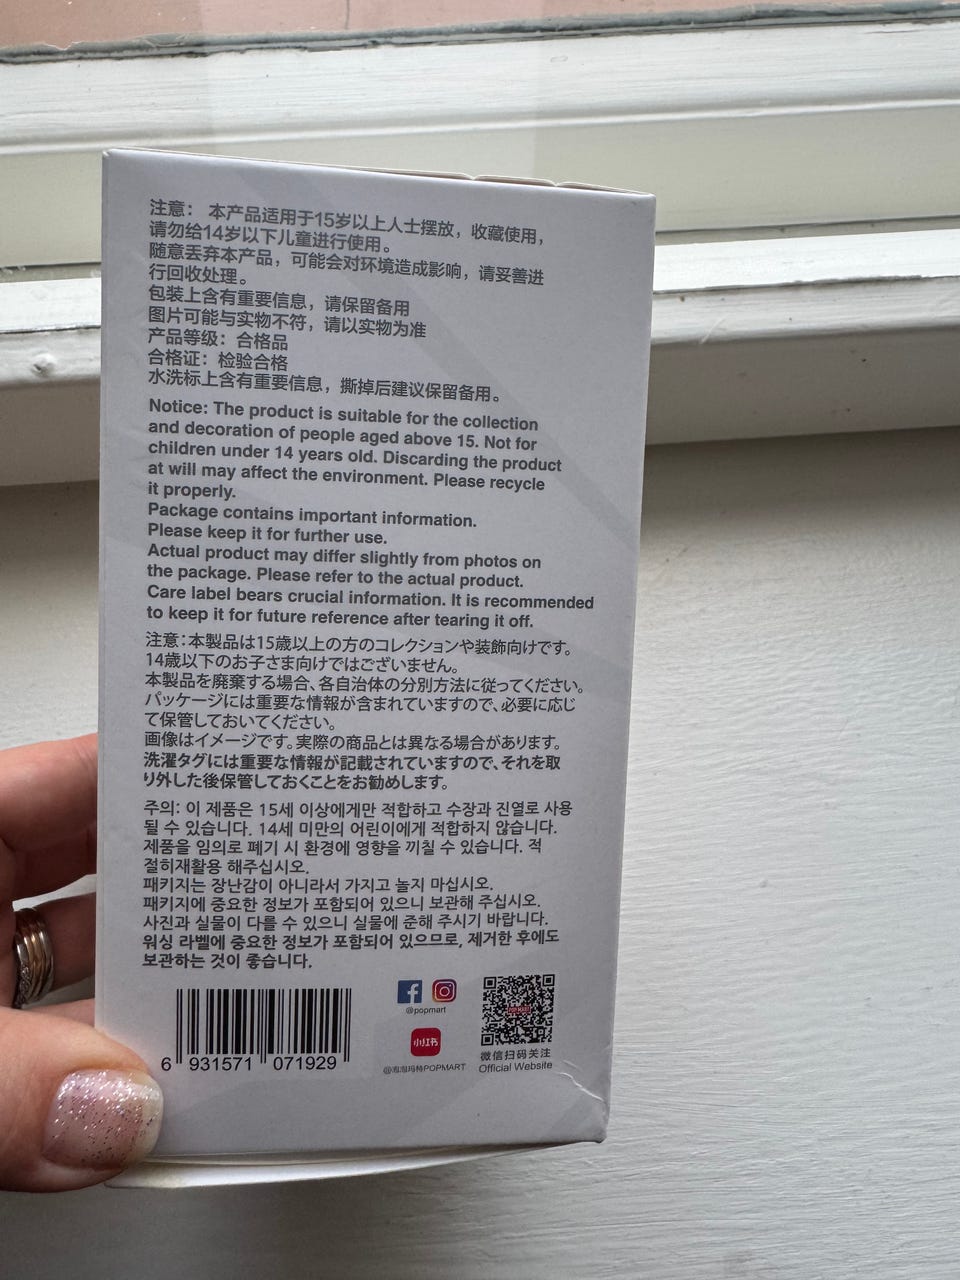 注意： 本产品适用于15岁以上人士摆放，收藏使用，
请勿给14岁以下儿童进行使用。
随意丢弃本产品，可能会对环境造成影响，请妥善进
行回收处理。
包装上含有重要信息，请保留备用
图片可能与实物不符，请以实物为准
产品等级：合格品
合格证：检验合格
水洗标上含有重要信息，撕掉后建议保留备用。
Notice: The product is suitable for the collection
and decoration of people aged above 15. Not for
children under 14 years old. Discarding the product
at will may affect the environment. Please recycle
it properly.
Package contains important information.
Please keep it for further use.
Actual product may differ slightly from photos on
the package. Please refer to the actual product.
Care label bears crucial information. It is recommended
to keep it for future reference after tearing it off.
注意：本製品は15歳以上の方のコレクションや装飾向けです。
14歳以下のお子さま向けではございません。
本製品を廃棄する場合、各自治体の分別方法に従ってください。
パッケージには重要な情報が含まれていますので、必要に応じ
て保管しておいてください。
画像はイメージです。実際の商品とは異なる場合があります。
洗濯タグには重要な情報が記載されていますので、それを取
り外した後保管しておくことをお勧めします。
주의: 이 제품은 15세 이상에게만 적합하고 수장과 진열로 사용
될 수 있습니다. 14세 미만의 어린이에게 적합하지 않습니다.
제품을 임의로 폐기 시 환경에 영향을 끼칠 수 있습니다. 적
절히재활용 해주십시오.
패키지는 장난감이 아니라서 가지고 놀지 마십시오.
패키지에 중요한 정보가 포함되어 있으니 보관해 주십시오.
사진과 실물이 다를 수 있으니 실물에 준해 주시기 바랍니다.
워싱 라벨에 중요한 정보가 포함되어 있으므로, 제거한 후에도
보관하는 것이 좋습니다.
6 931571 071929
@popmart
小红书
@泡泡玛特POPMART
POP MART
微信扫码关注
Official Website